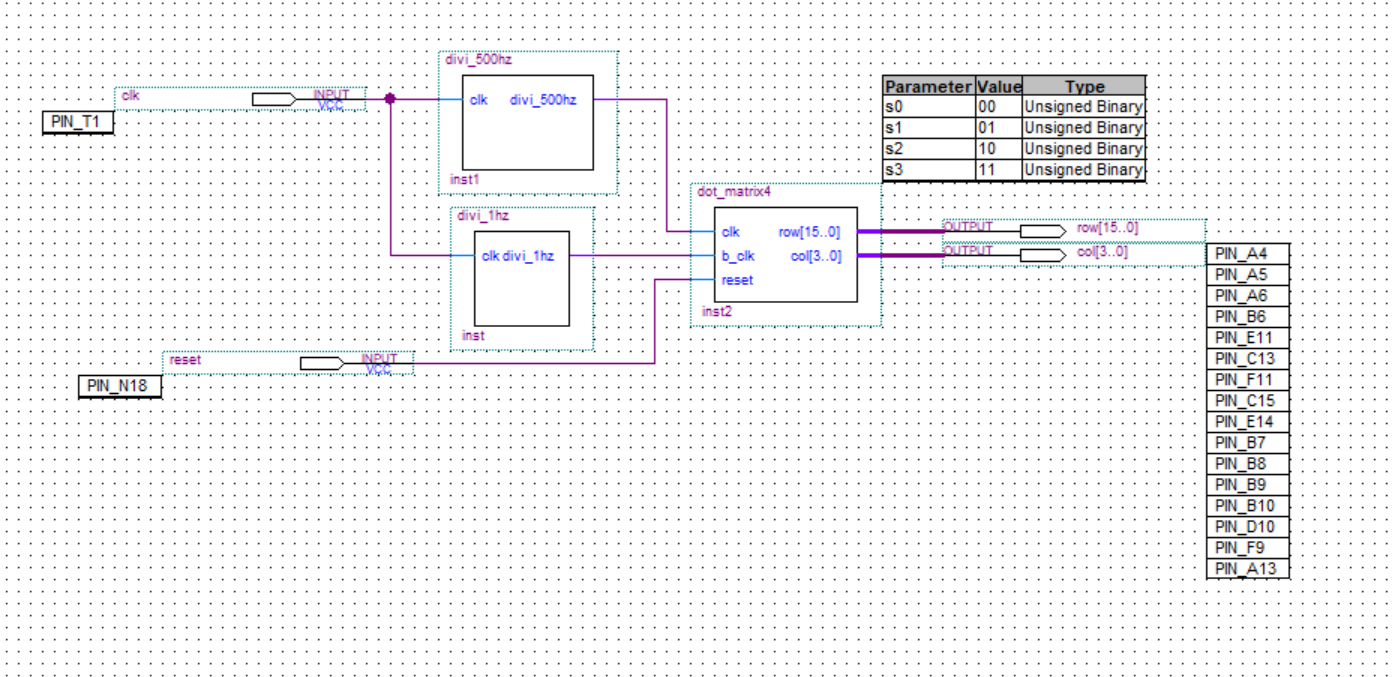 divi_500hz
clk INPUT VCC
clk divi_500hz
PIN_T1
inst1
Parameter Value Type
s0 00 Unsigned Binary
s1 01 Unsigned Binary
s2 10 Unsigned Binary
s3 11 Unsigned Binary
dot_matrix4
divi_1hz
clk row[15..0]
OUTPUT row[15..0]
clk divi_1hz
b_clk col[3..0]
OUTPUT col[3..0]
reset
inst2
inst
reset INPUT VCC
PIN_N18
PIN_A4
PIN_A5
PIN_A6
PIN_B6
PIN_E11
PIN_C13
PIN_F11
PIN_C15
PIN_E14
PIN_B7
PIN_B8
PIN_B9
PIN_B10
PIN_D10
PIN_F9
PIN_A13